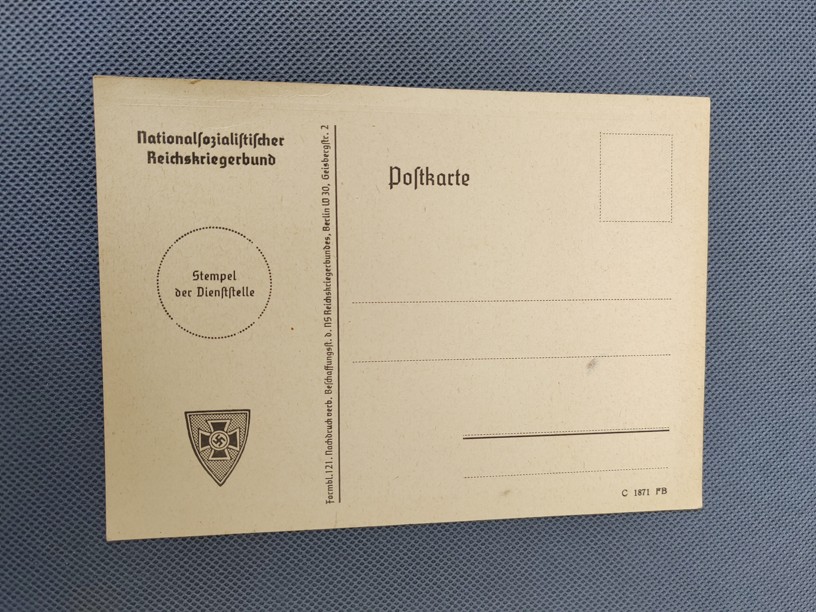 Nationalſozialiſtiſcher
Reichskriegerbund
Stempel
der Dienſtſtelle
Formbl. 121. Nachdruck verb. Beſchaffungsſt. d. NS Reichskriegerbundes, Berlin W 30, Geisbergſtr. 2
Poſtkarte
C 1871 FB